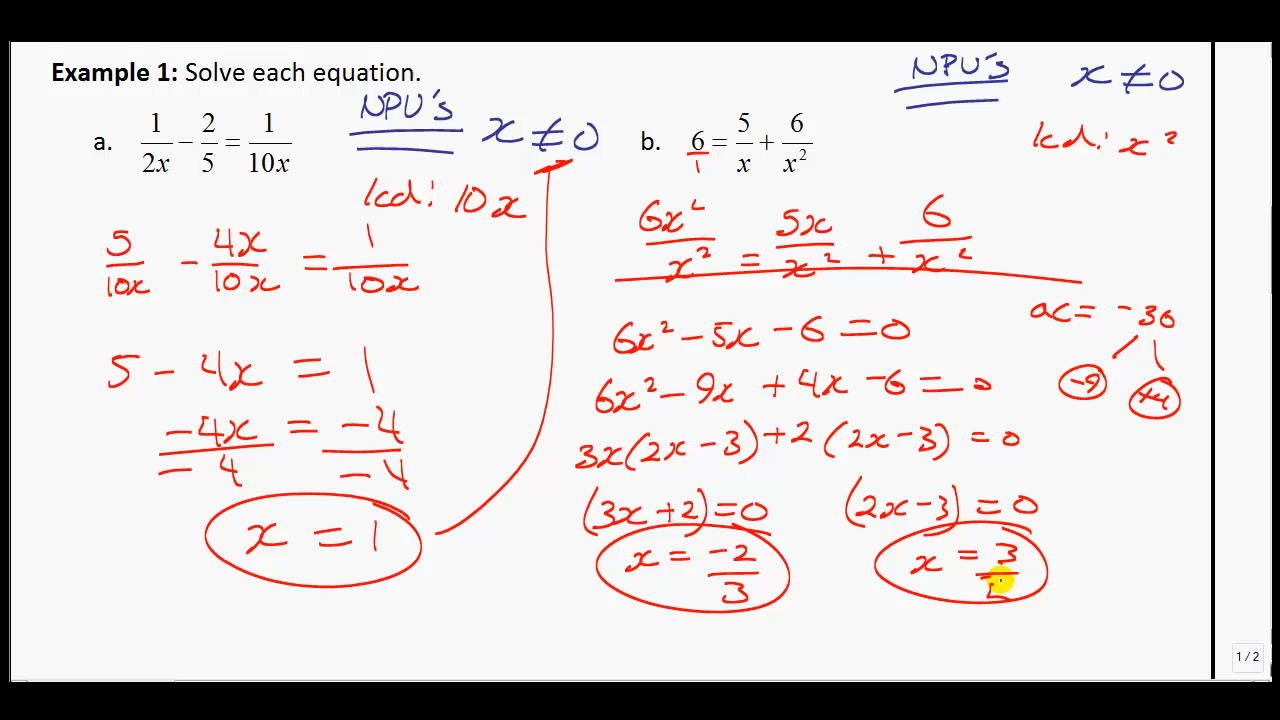 Example 1: Solve each equation.
NPU's x ≠ 0
a. 1/2x - 2/5 = 1/10x
NPU's x ≠ 0
lcd: 10x
5/10x - 4x/10x = 1/10x
5 - 4x = 1
-4x/-4 = -4/-4
x = 1
b. 6/1 = 5/x + 6/x²
lcd: x²
6x²/x² = 5x/x² + 6/x²
6x² - 5x - 6 = 0
ac = -36
-9 +4
6x² - 9x + 4x - 6 = 0
3x(2x - 3) + 2(2x - 3) = 0
(3x + 2) = 0 (2x - 3) = 0
x = -2/3 x = 3/2
1 / 2